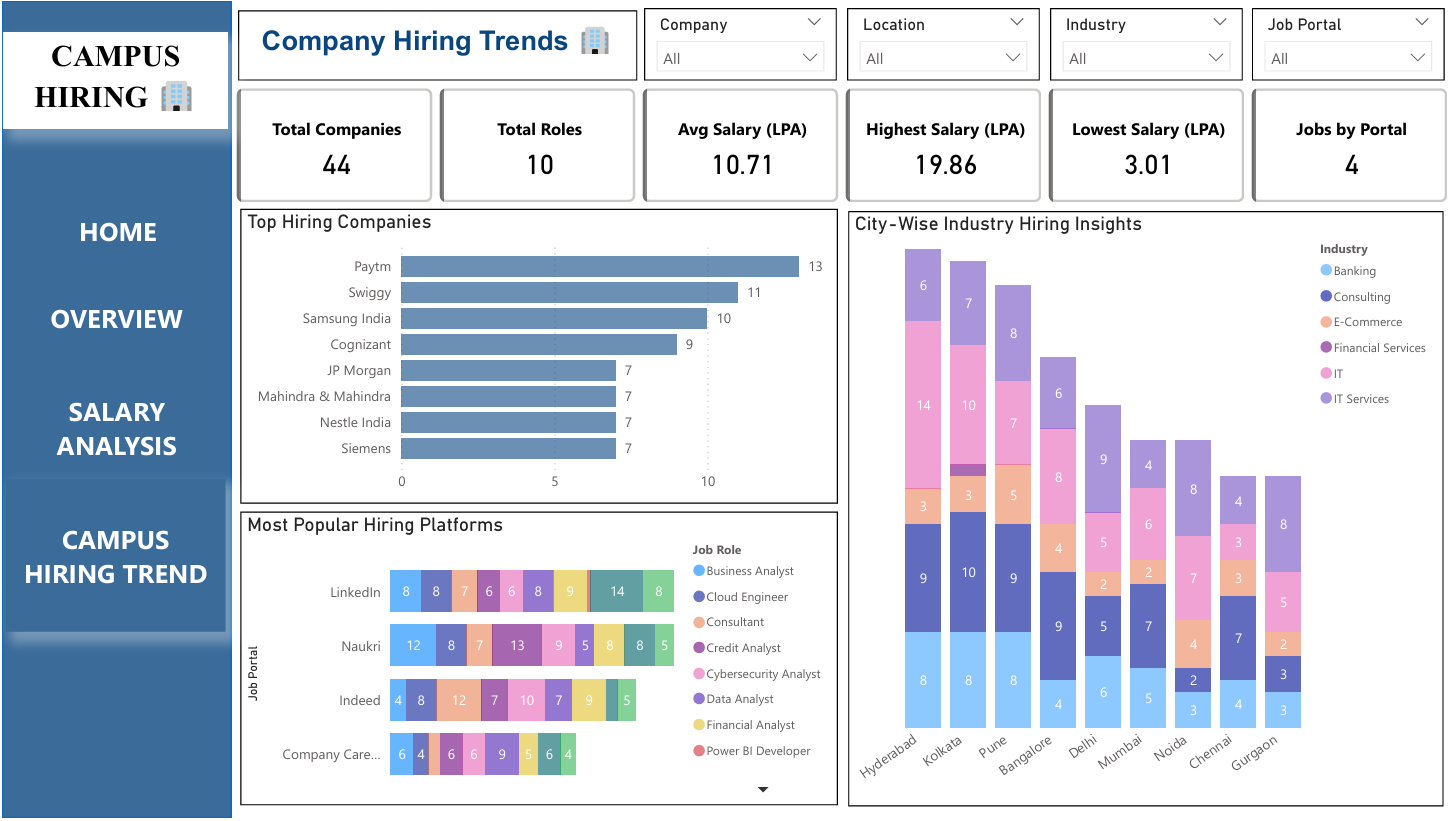 CAMPUS
HIRING
HOME
OVERVIEW
SALARY
ANALYSIS
CAMPUS
HIRING TREND
Company Hiring Trends
Company
All
Location
All
Industry
All
Job Portal
All
Total Companies
44
Total Roles
10
Avg Salary (LPA)
10.71
Highest Salary (LPA)
19.86
Lowest Salary (LPA)
3.01
Jobs by Portal
4
Top Hiring Companies
Paytm 13
Swiggy 11
Samsung India 10
Cognizant 9
JP Morgan 7
Mahindra & Mahindra 7
Nestle India 7
Siemens 7
0 5 10
Most Popular Hiring Platforms
Job Portal
LinkedIn 8 8 7 6 6 8 9 14 8
Naukri 12 8 7 13 9 5 8 8 5
Indeed 4 8 12 7 10 7 9 5
Company Care... 6 4 6 6 9 5 6 4
Job Role
Business Analyst
Cloud Engineer
Consultant
Credit Analyst
Cybersecurity Analyst
Data Analyst
Financial Analyst
Power BI Developer
City-Wise Industry Hiring Insights
6 14 3 9 8
7 10 3 10 8
8 7 5 9 8
6 8 4 9 4
9 5 2 5 6
4 6 2 7 5
8 7 4 2 3
4 3 3 7 4
8 5 2 3 3
Hyderabad Kolkata Pune Bangalore Delhi Mumbai Noida Chennai Gurgaon
Industry
Banking
Consulting
E-Commerce
Financial Services
IT
IT Services